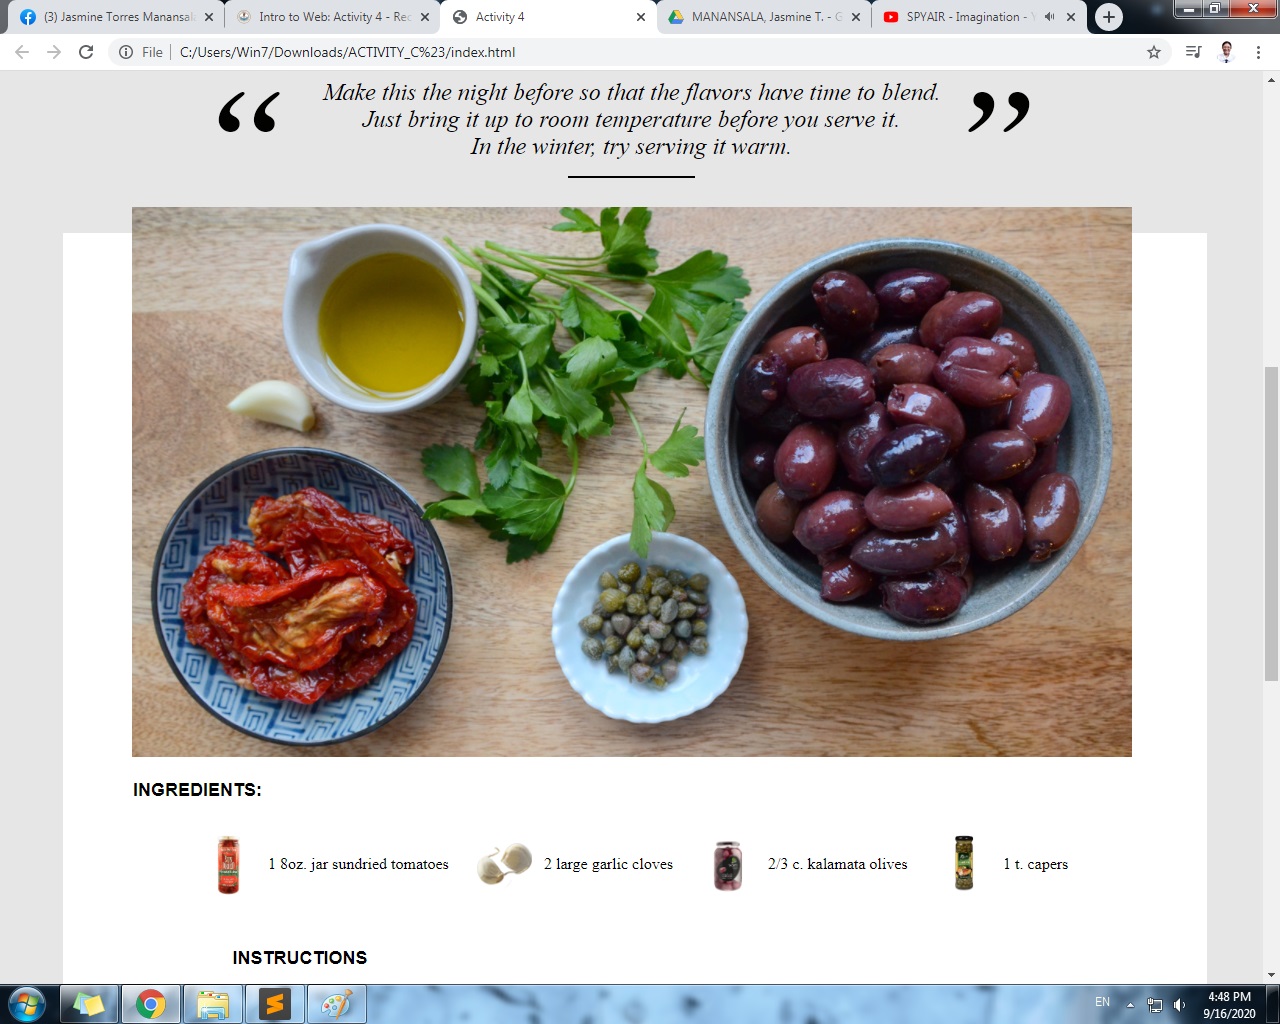 (3) Jasmine Torres Manansal
Intro to Web: Activity 4 - Rec
Activity 4
MANANSALA, Jasmine T. - G
SPYAIR - Imagination - Y
File
C:/Users/Win7/Downloads/ACTIVITY_C%23/index.html
“ Make this the night before so that the flavors have time to blend. ”
Just bring it up to room temperature before you serve it.
In the winter, try serving it warm.
INGREDIENTS:
1 8oz. jar sundried tomatoes
2 large garlic cloves
2/3 c. kalamata olives
1 t. capers
INSTRUCTIONS
EN
4:48 PM
9/16/2020